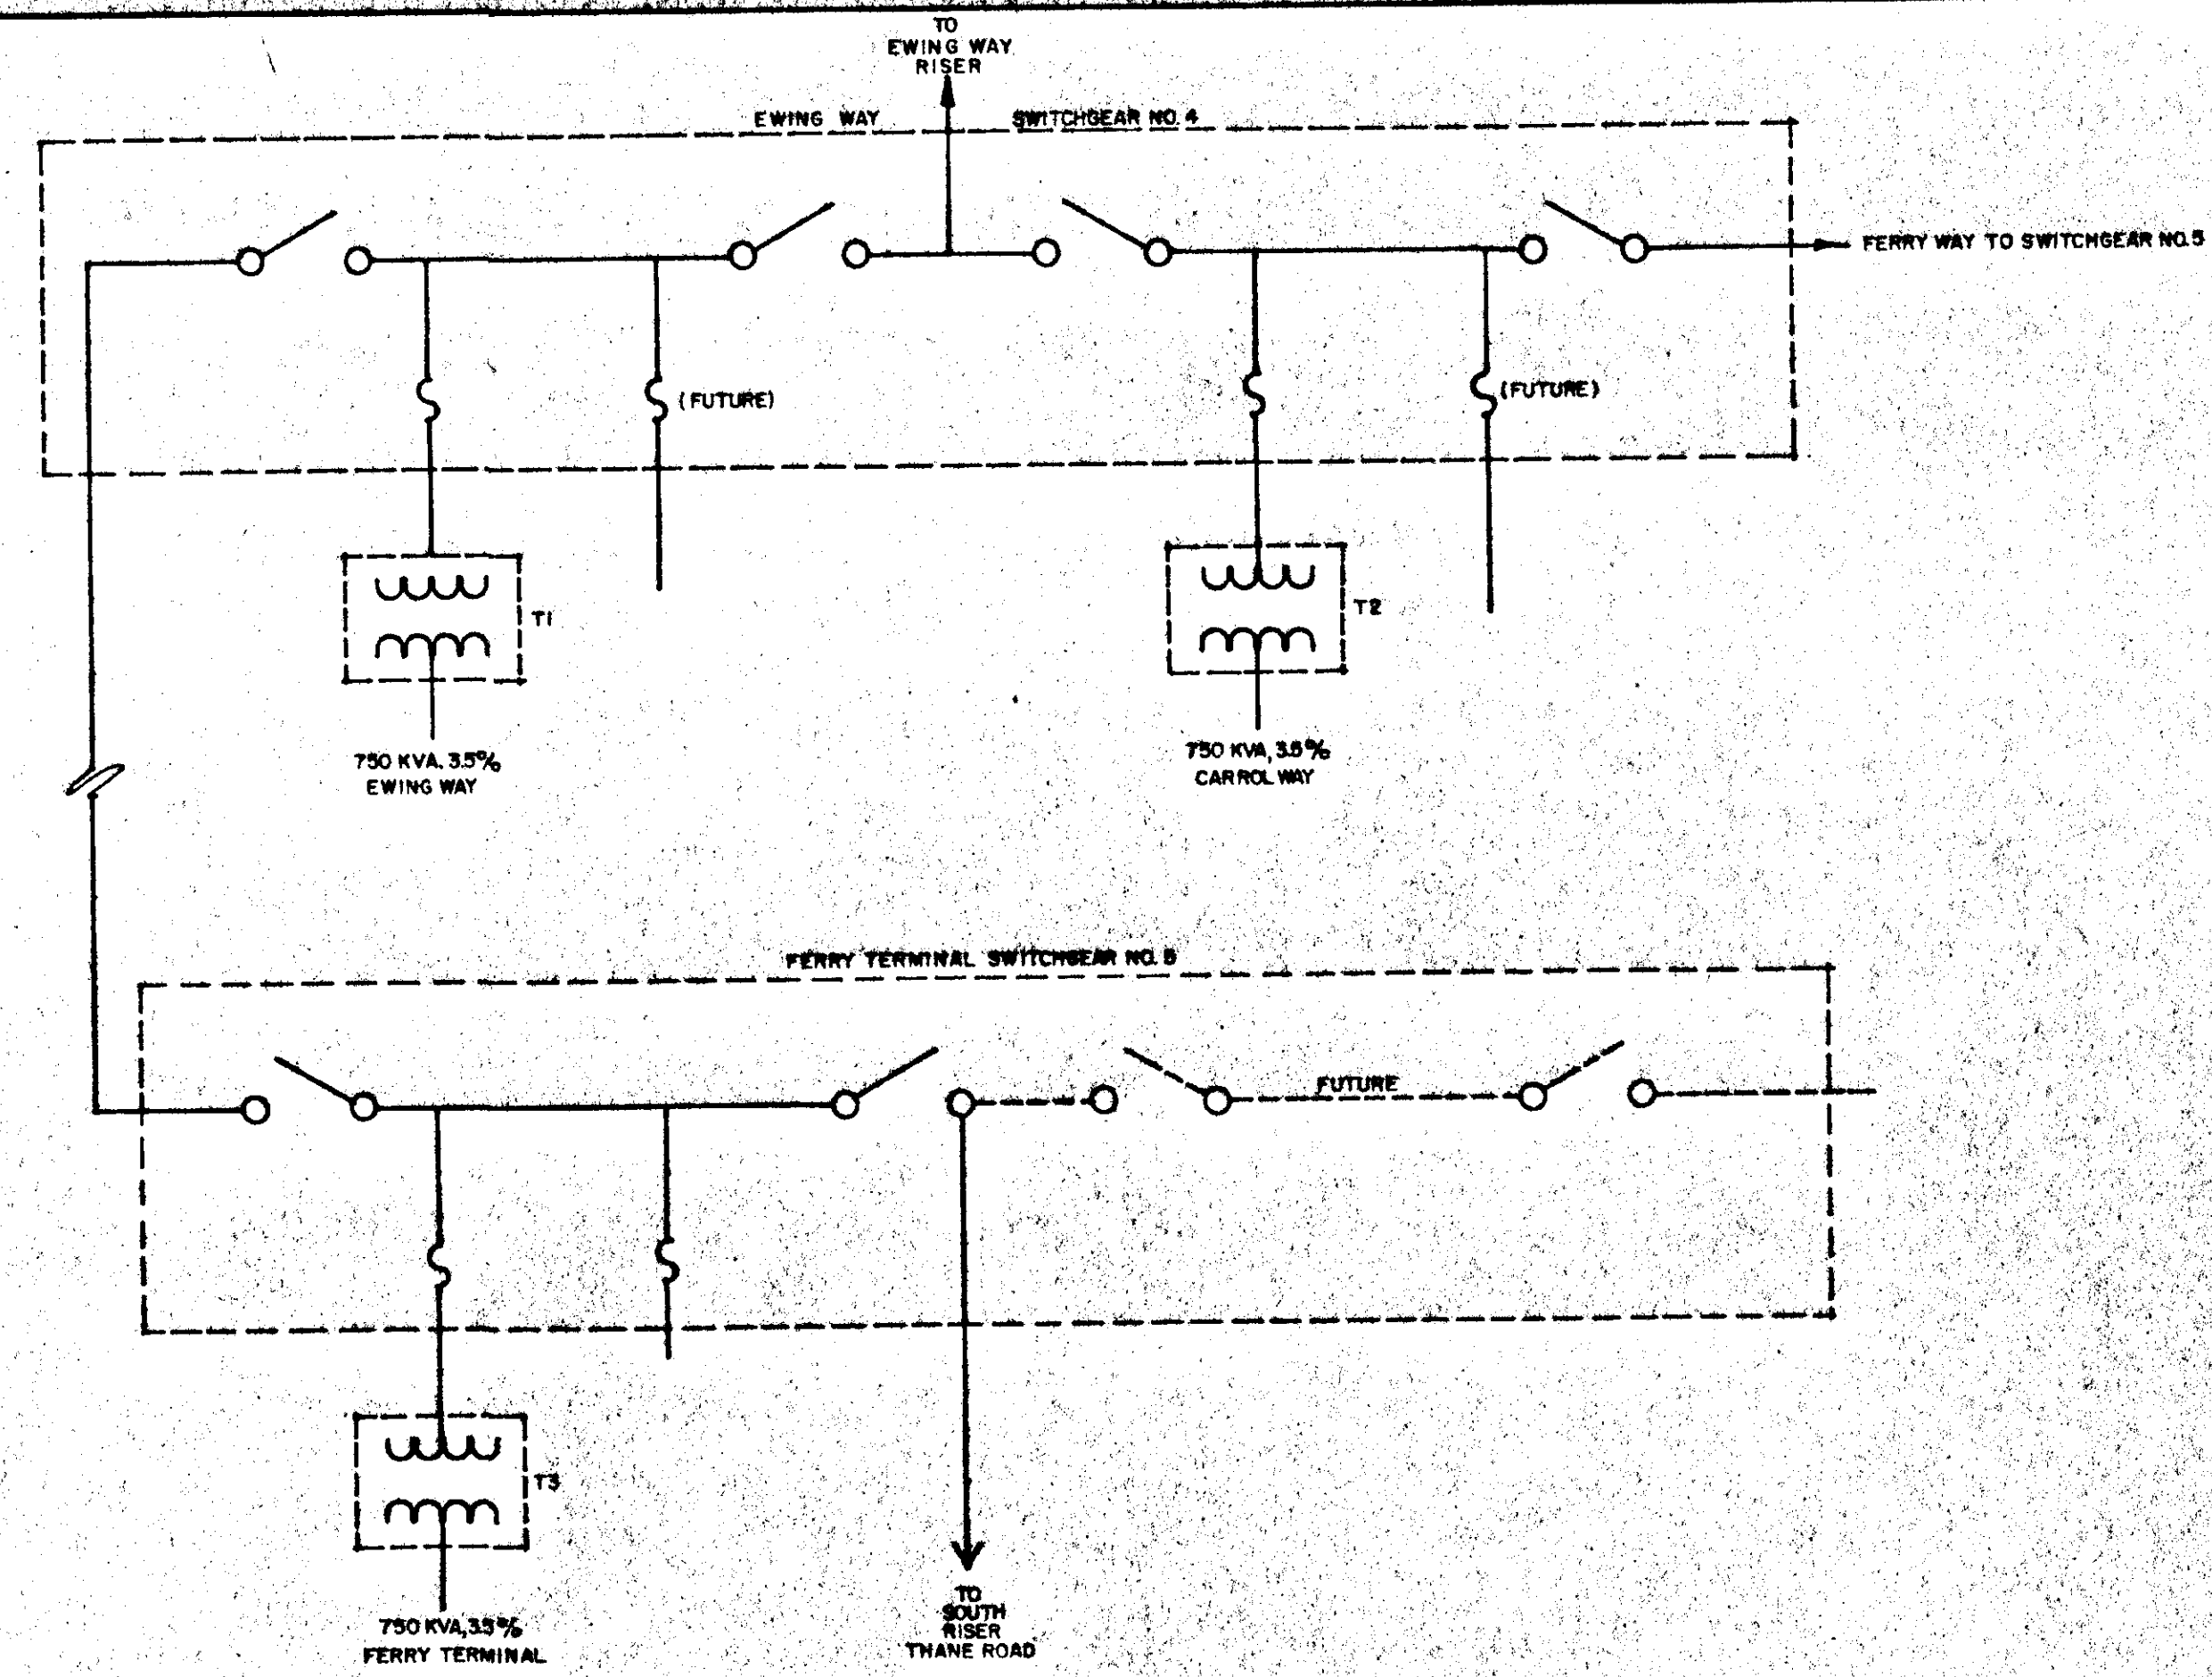 TO
EWING WAY
RISER
EWING WAY SWITCHGEAR NO. 4
FERRY WAY TO SWITCHGEAR NO.
(FUTURE)
(FUTURE)
T1
T2
750 KVA. 3.5%
EWING WAY
750 KVA, 3.5%
CARROL WAY
FERRY TERMINAL SWITCHGEAR NO.
FUTURE
T3
750 KVA, 3.5%
FERRY TERMINAL
TO
SOUTH
RISER
THANE ROAD